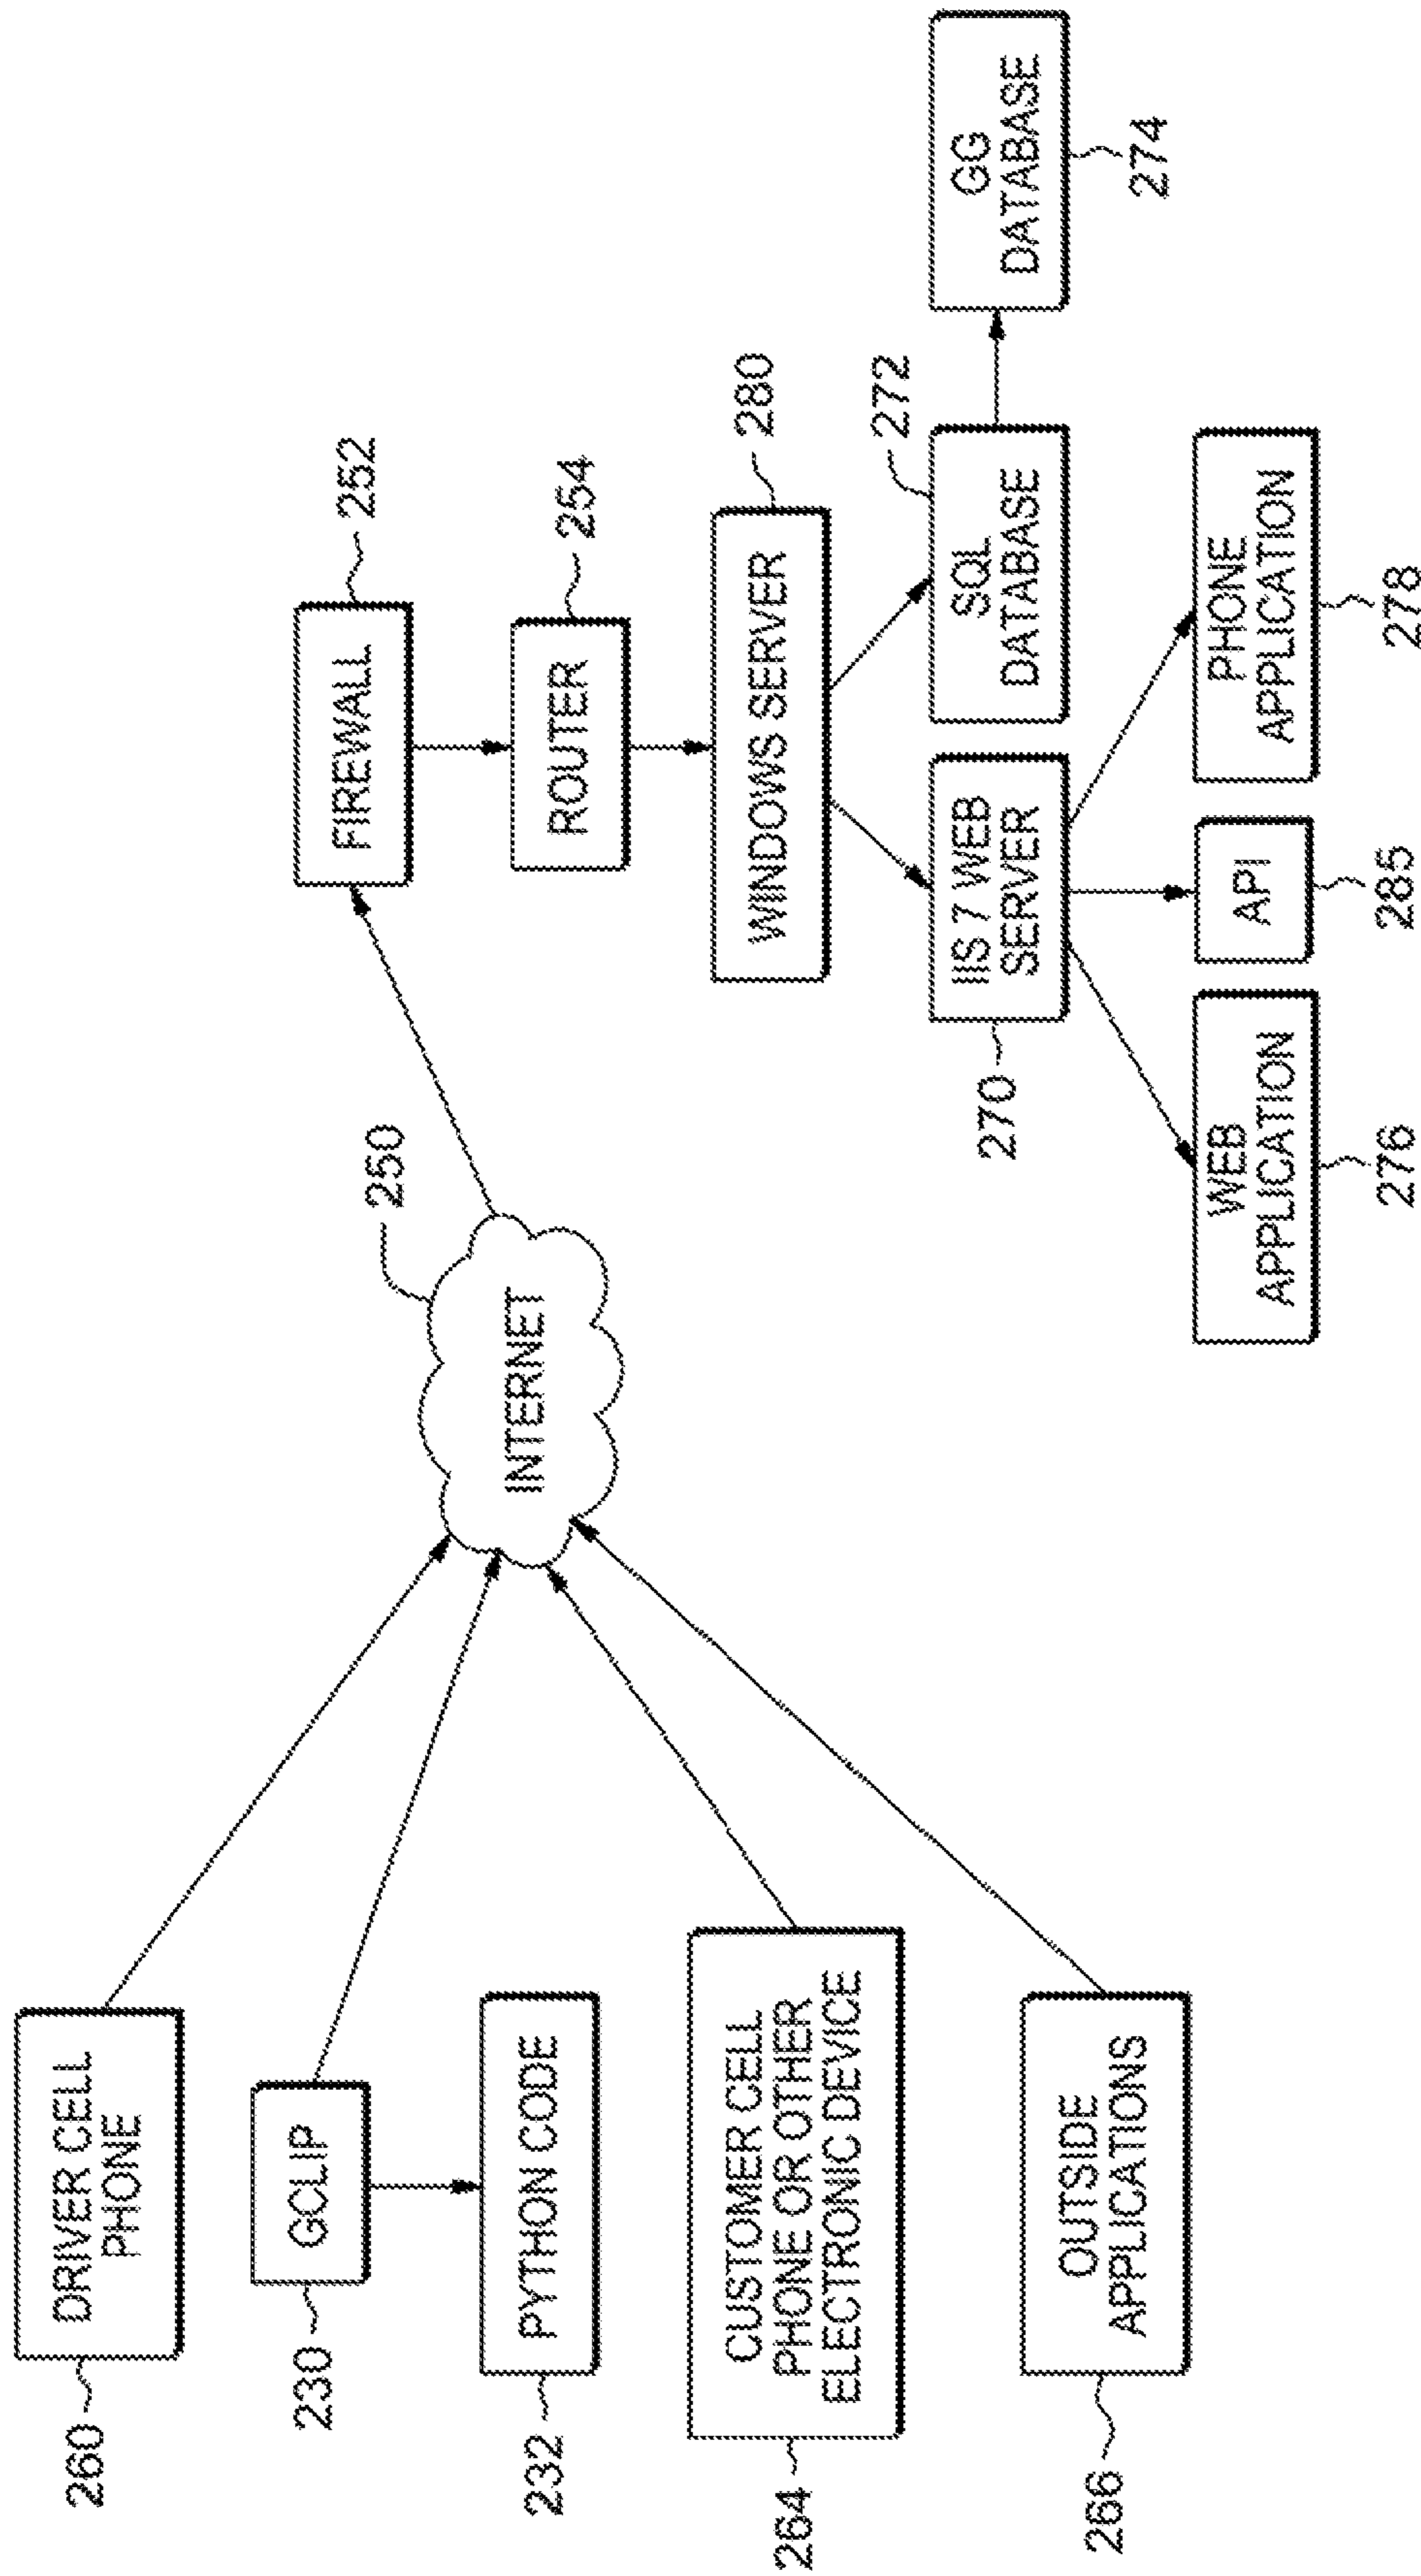 260
DRIVER CELL
PHONE
230
GCLIP
232
PYTHON CODE
264
CUSTOMER CELL
PHONE OR OTHER
ELECTRONIC DEVICE
266
OUTSIDE
APPLICATIONS
250
INTERNET
FIREWALL
252
ROUTER
254
WINDOWS SERVER
280
270
IIS 7 WEB
SERVER
SQL
DATABASE
272
GG
DATABASE
274
WEB
APPLICATION
276
API
285
PHONE
APPLICATION
278